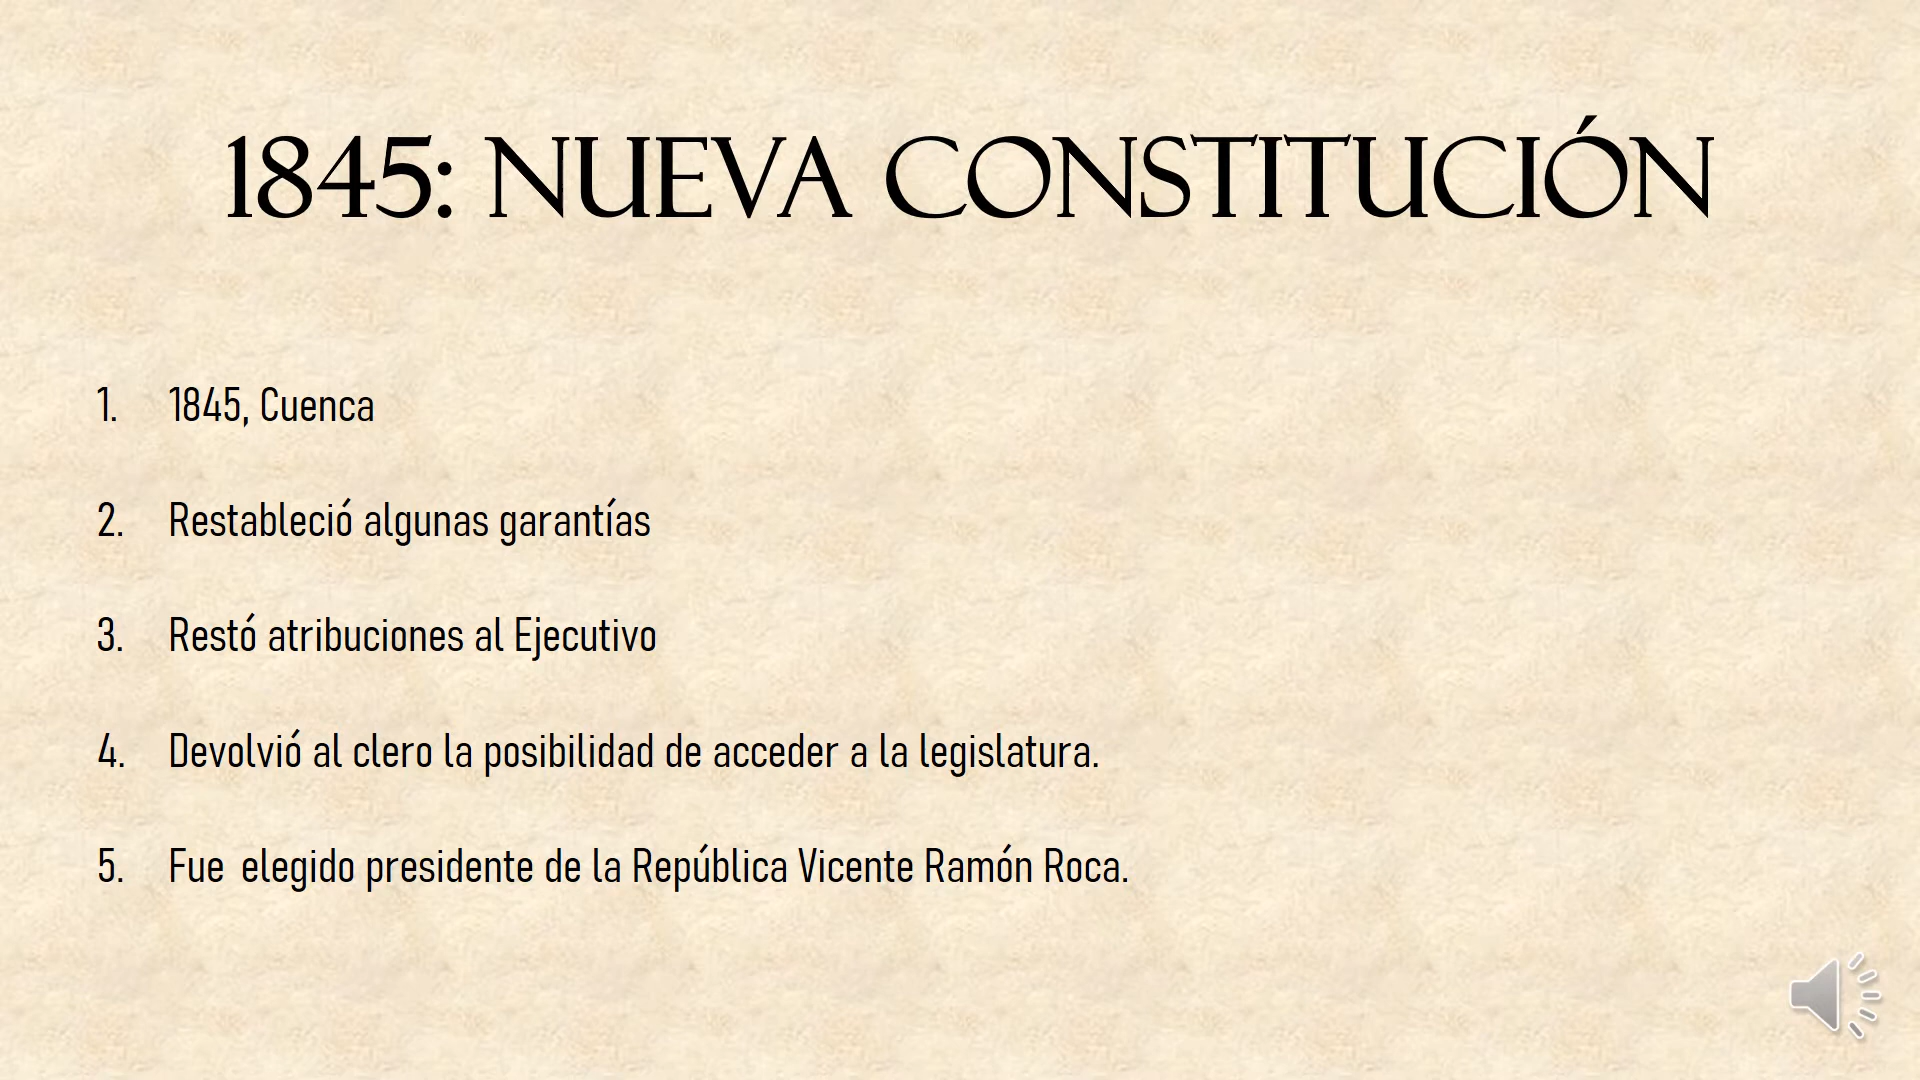 1845: NUEVA CONSTITUCIÓN
1. 1845, Cuenca
2. Restableció algunas garantías
3. Restó atribuciones al Ejecutivo
4. Devolvió al clero la posibilidad de acceder a la legislatura.
5. Fue  elegido presidente de la República Vicente Ramón Roca.